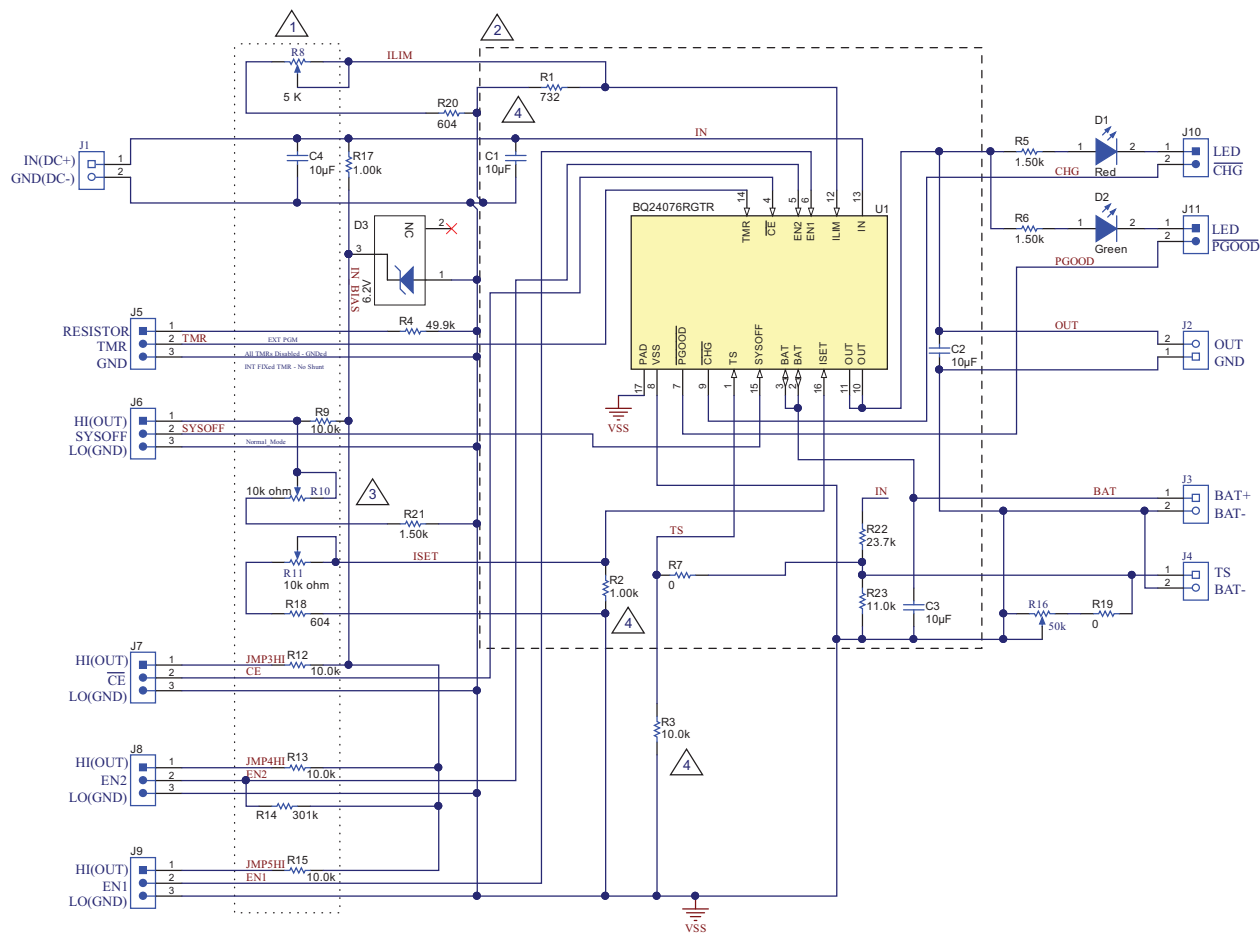 1
2
R8
5 K
ILIM
R1
732
4
R20
604
J1
IN(DC+)
GND(DC-)
1
2
C4
10µF
R17
1.00k
C1
10µF
IN
D3
NC
2
3
1
6.2V
IN_BIAS
BQ24076RGTR
U1
14
4
5
6
12
13
TMR
CE
EN2
EN1
ILIM
IN
PAD
VSS
PGOOD
CHG
TS
SYSOFF
BAT
BAT
ISET
OUT
OUT
17
8
7
9
1
15
3
2
16
11
10
VSS
R5
1.50k
D1
1
2
Red
J10
1
2
LED
CHG
CHG
R6
1.50k
D2
1
2
Green
J11
1
2
LED
PGOOD
PGOOD
OUT
C2
10µF
J2
2
1
OUT
GND
J5
RESISTOR
TMR
GND
1
2
3
TMR
R4
49.9k
EXT PGM
All TMRs Disabled - GNDed
INT FIXed TMR - No Shunt
J6
HI(OUT)
SYSOFF
LO(GND)
1
2
3
SYSOFF
R9
10.0k
Normal_Mode
10k ohm
R10
3
R21
1.50k
R11
10k ohm
ISET
R18
604
R2
1.00k
4
TS
R7
0
IN
R22
23.7k
R23
11.0k
C3
10µF
BAT
J3
1
2
BAT+
BAT-
J4
1
2
TS
BAT-
R16
50k
R19
0
R3
10.0k
4
J7
HI(OUT)
CE
LO(GND)
1
2
3
JMP3HI
CE
R12
10.0k
J8
HI(OUT)
EN2
LO(GND)
1
2
3
JMP4HI
EN2
R13
10.0k
R14
301k
J9
HI(OUT)
EN1
LO(GND)
1
2
3
JMP5HI
EN1
R15
10.0k
VSS